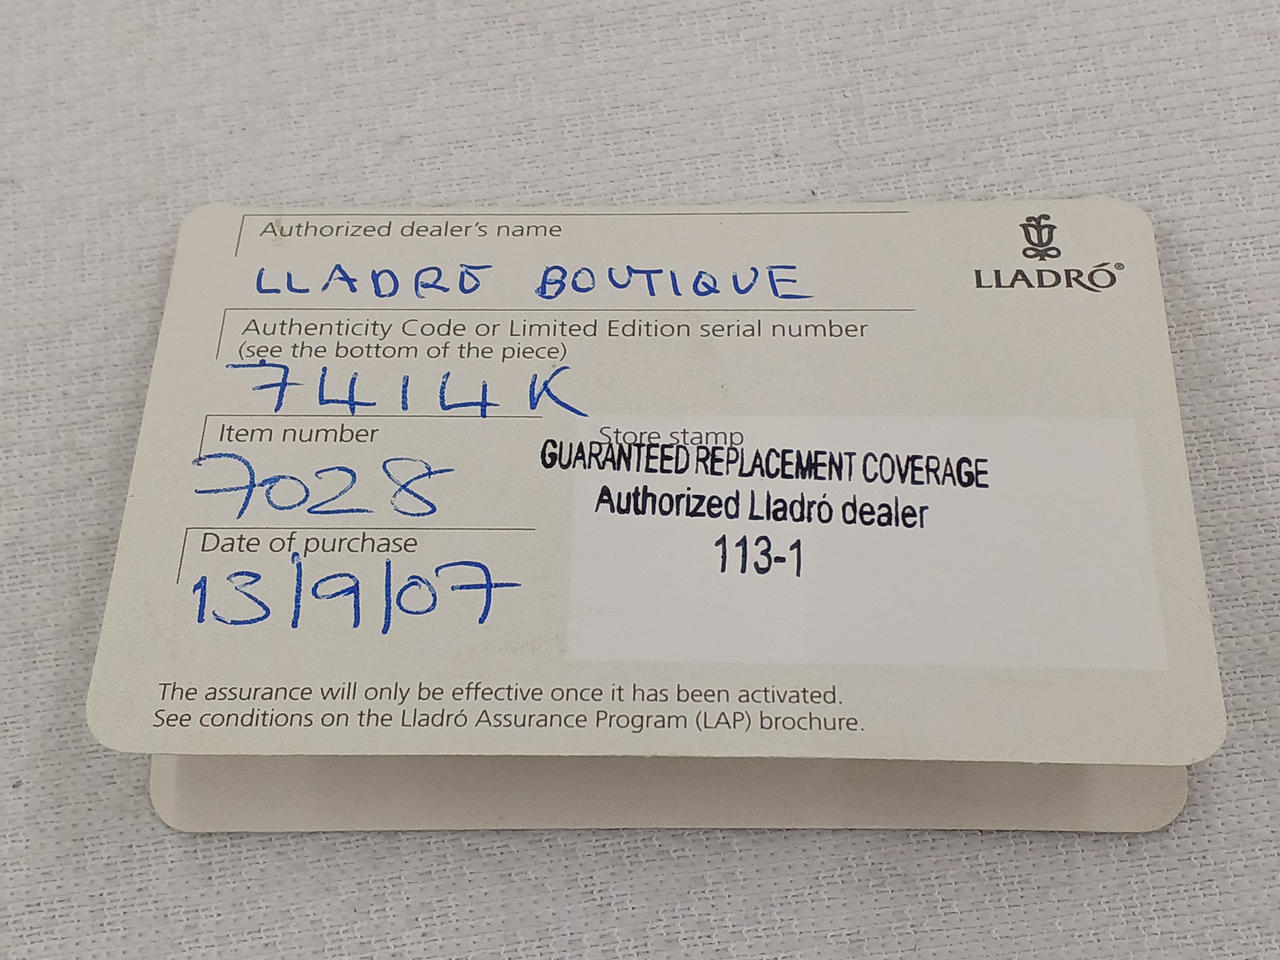 Authorized dealer's name
LLADRÓ BOUTIQUE
LLADRÓ®
Authenticity Code or Limited Edition serial number
(see the bottom of the piece)
7414K
Item number
7028
Store stamp
GUARANTEED REPLACEMENT COVERAGE
Authorized Lladró dealer
113-1
Date of purchase
13/9/07
The assurance will only be effective once it has been activated.
See conditions on the Lladró Assurance Program (LAP) brochure.